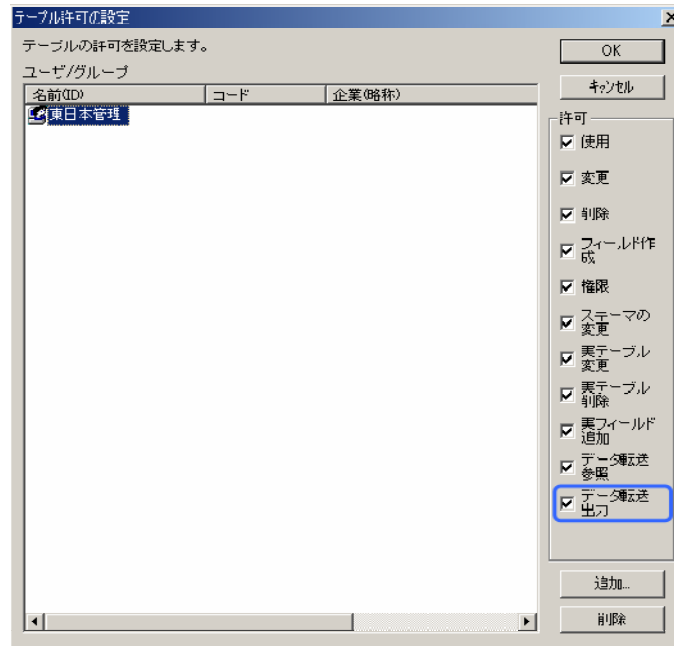 テーブル許可の設定
テーブルの許可を設定します。
OK
ユーザ/グループ
キャンセル
名前(ID)
コード
企業(略称)
東日本管理
許可
使用
変更
削除
フィールド作
成
権限
スキーマの
変更
実テーブル
変更
実テーブル
削除
実フィールド
追加
データ転送
参照
データ転送
出力
追加...
削除